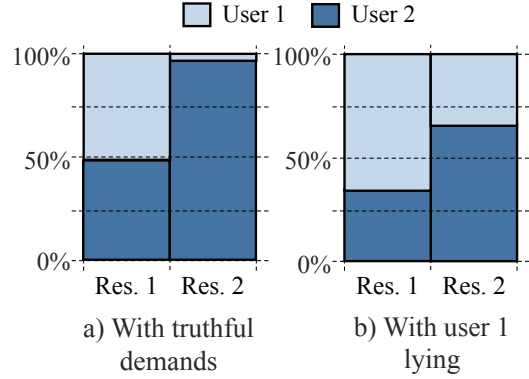 User 1 User 2
100%
50%
0%
Res. 1 Res. 2
a) With truthful
demands
100%
50%
0%
Res. 1 Res. 2
b) With user 1
lying